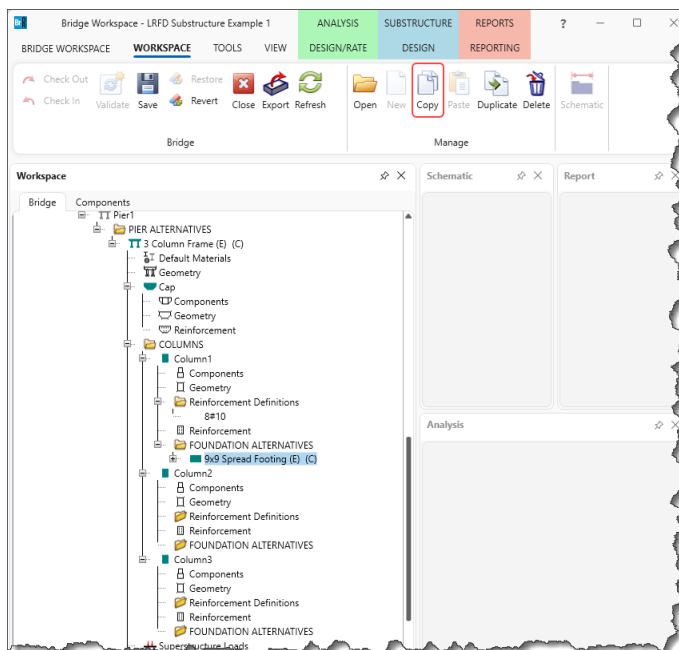 Br Bridge Workspace - LRFD Substructure Example 1 ANALYSIS SUBSTRUCTURE REPORTS ?
BRIDGE WORKSPACE WORKSPACE TOOLS VIEW DESIGN/RATE DESIGN REPORTING
Check Out Restore
Check In Validate Save Revert Close Export Refresh Open New Copy Paste Duplicate Delete Schematic
Bridge Manage
Workspace Schematic Report
Bridge Components
Pier1
PIER ALTERNATIVES
3 Column Frame (E) (C)
Default Materials
Geometry
Cap
Components
Geometry
Reinforcement
COLUMNS
Column1
Components
Geometry
Reinforcement Definitions
8#10
Reinforcement
Analysis
FOUNDATION ALTERNATIVES
9x9 Spread Footing (E) (C)
Column2
Components
Geometry
Reinforcement Definitions
Reinforcement
FOUNDATION ALTERNATIVES
Column3
Components
Geometry
Reinforcement Definitions
Reinforcement
FOUNDATION ALTERNATIVES
Superstructure Loads